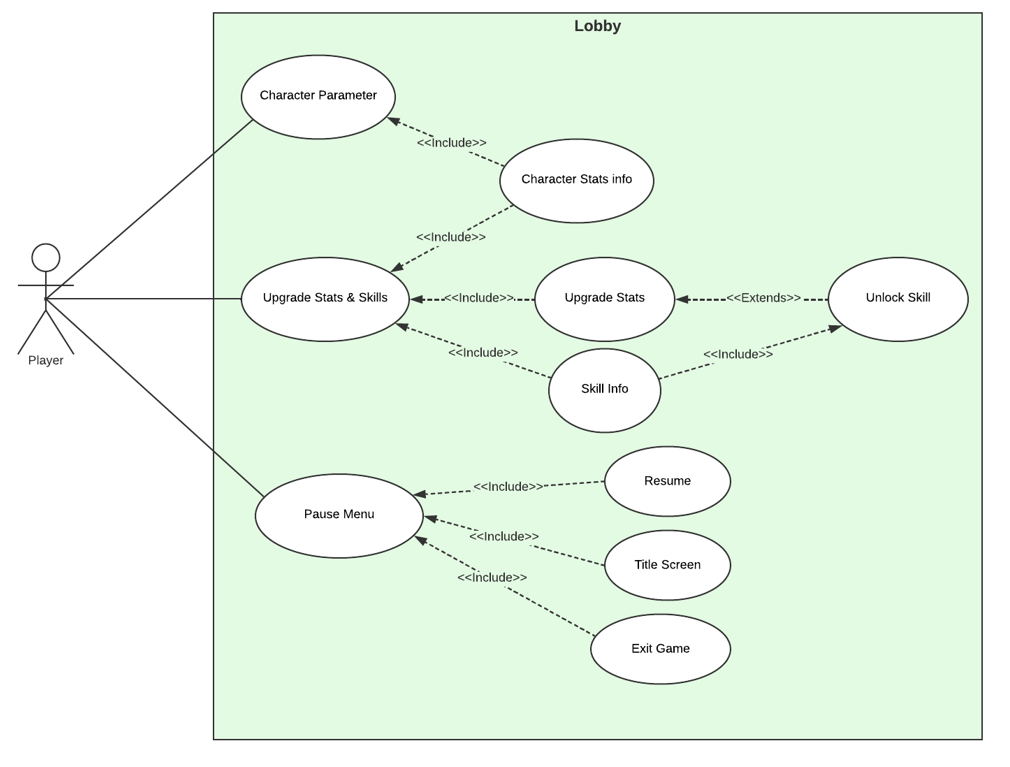 Lobby
Character Parameter
<<Include>>
Character Stats info
<<Include>>
Upgrade Stats & Skills
<<Include>>
Upgrade Stats
<<Extends>>
Unlock Skill
Player
<<Include>>
<<Include>>
Skill Info
Pause Menu
<<Include>>
Resume
<<Include>>
Title Screen
<<Include>>
Exit Game